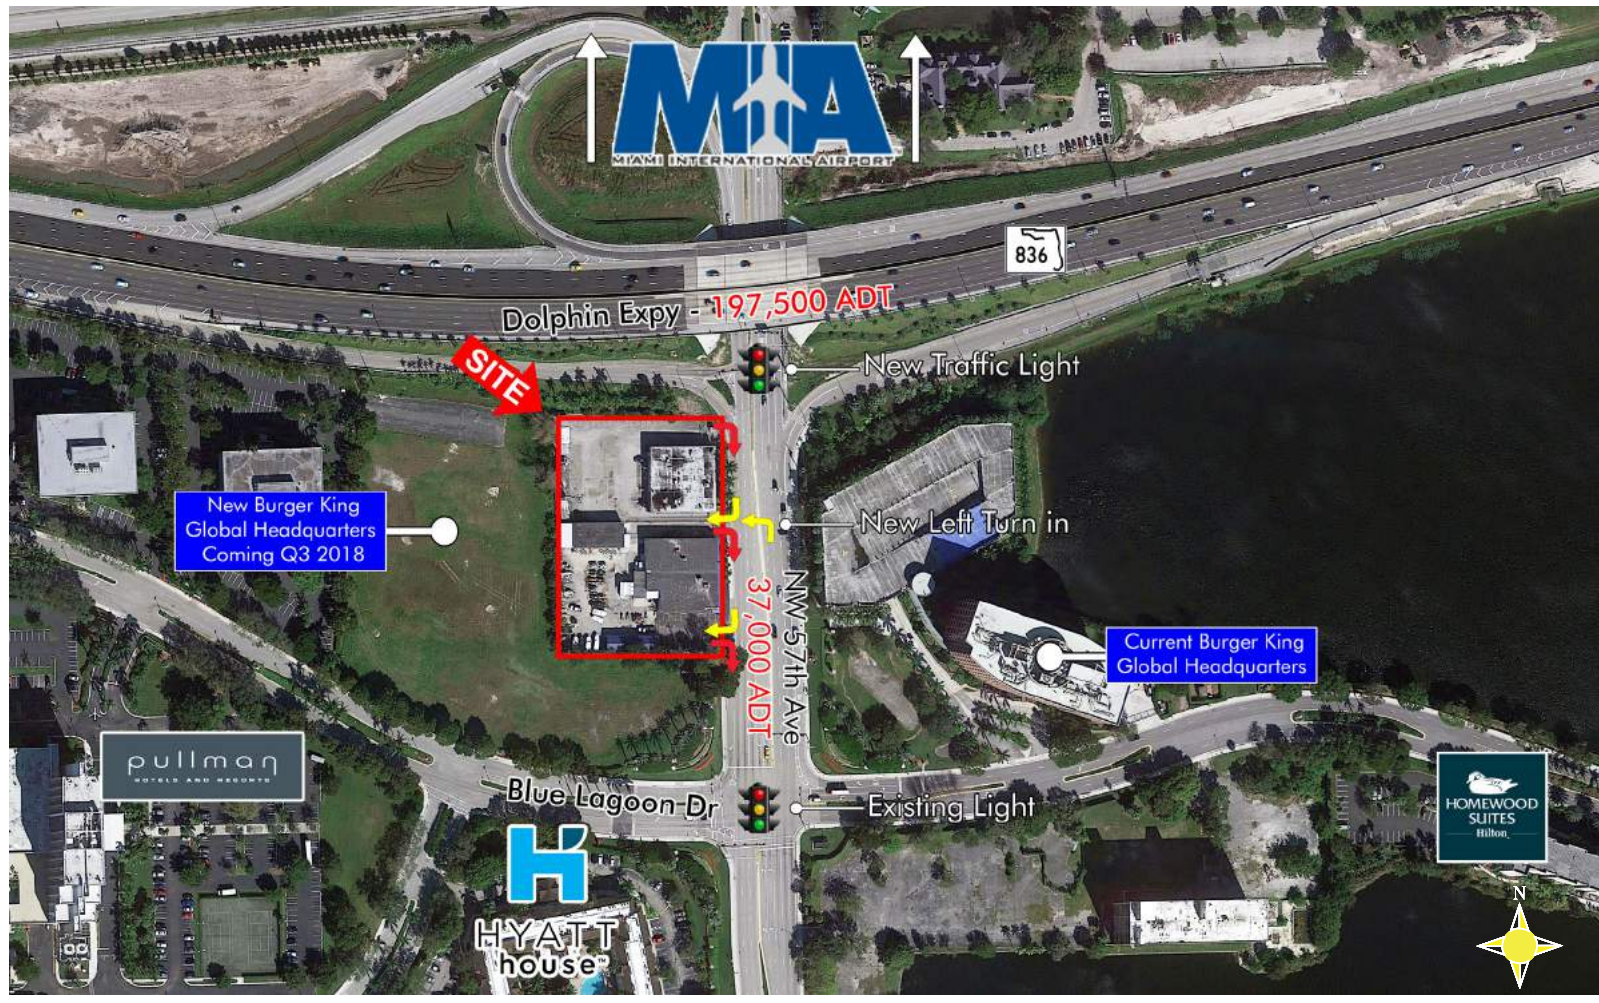 MIA
MIAMI INTERNATIONAL AIRPORT
836
Dolphin Expy - 197,500 ADT
SITE
New Traffic Light
New Burger King
Global Headquarters
Coming Q3 2018
New Left Turn in
NW 57th Ave
37,000 ADT
Current Burger King
Global Headquarters
pullman
HOTELS AND RESORTS
Blue Lagoon Dr
Existing Light
HOMEWOOD
SUITES
Hilton
HYATT
house™
N